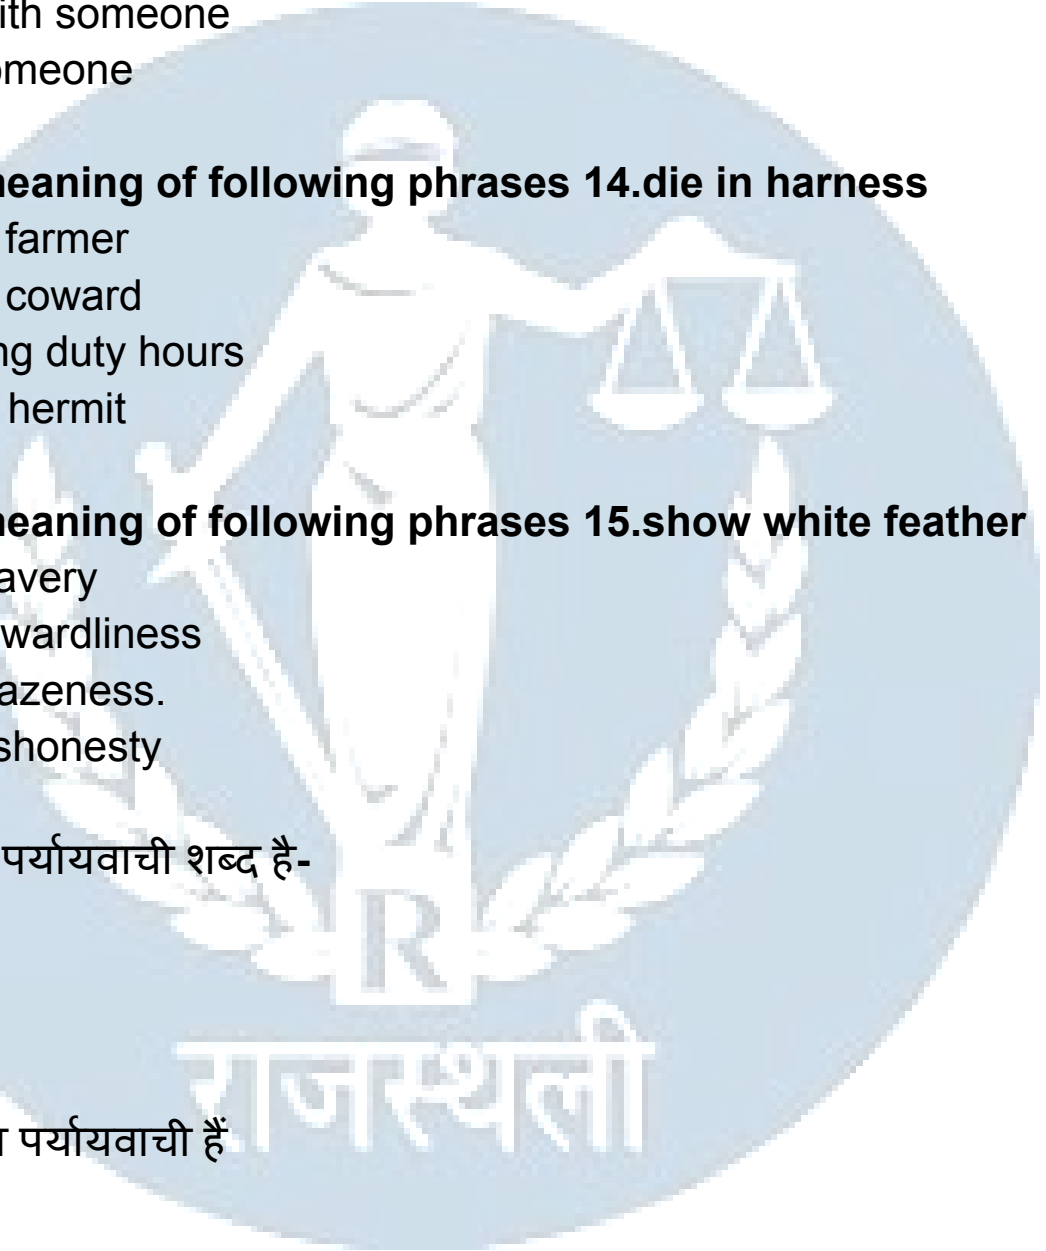 ith someone
omeone
neaning of following phrases 14.die in harness
farmer
coward
ng duty hours
hermit
neaning of following phrases 15.show white feather
avery
wardliness
azeness.
shonesty
पर्यायवाची शब्द है-
R
राजस्थली
पर्यायवाची हैं